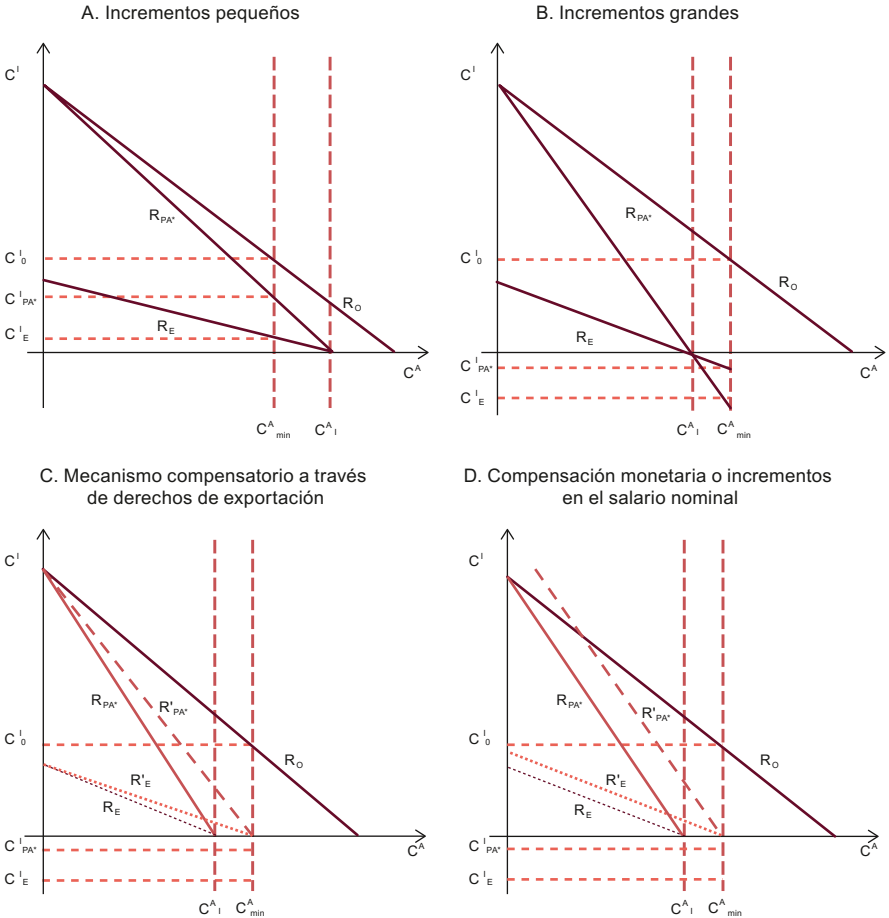 A. Incrementos pequeños
C^I
C^I_0
C^I_PA*
C^I_E
R_PA*
R_E
R_O
C^A
C^A_min
C^A_I
B. Incrementos grandes
C^I
C^I_0
C^I_PA*
C^I_E
R_PA*
R_E
R_O
C^A
C^A_I
C^A_min
C. Mecanismo compensatorio a través
de derechos de exportación
C^I
C^I_0
C^I_PA*
C^I_E
R_PA*
R'_PA*
R'_E
R_E
R_O
C^A
C^A_I
C^A_min
D. Compensación monetaria o incrementos
en el salario nominal
C^I
C^I_0
C^I_PA*
C^I_E
R_PA*
R'_PA*
R'_E
R_E
R_O
C^A
C^A_I
C^A_min